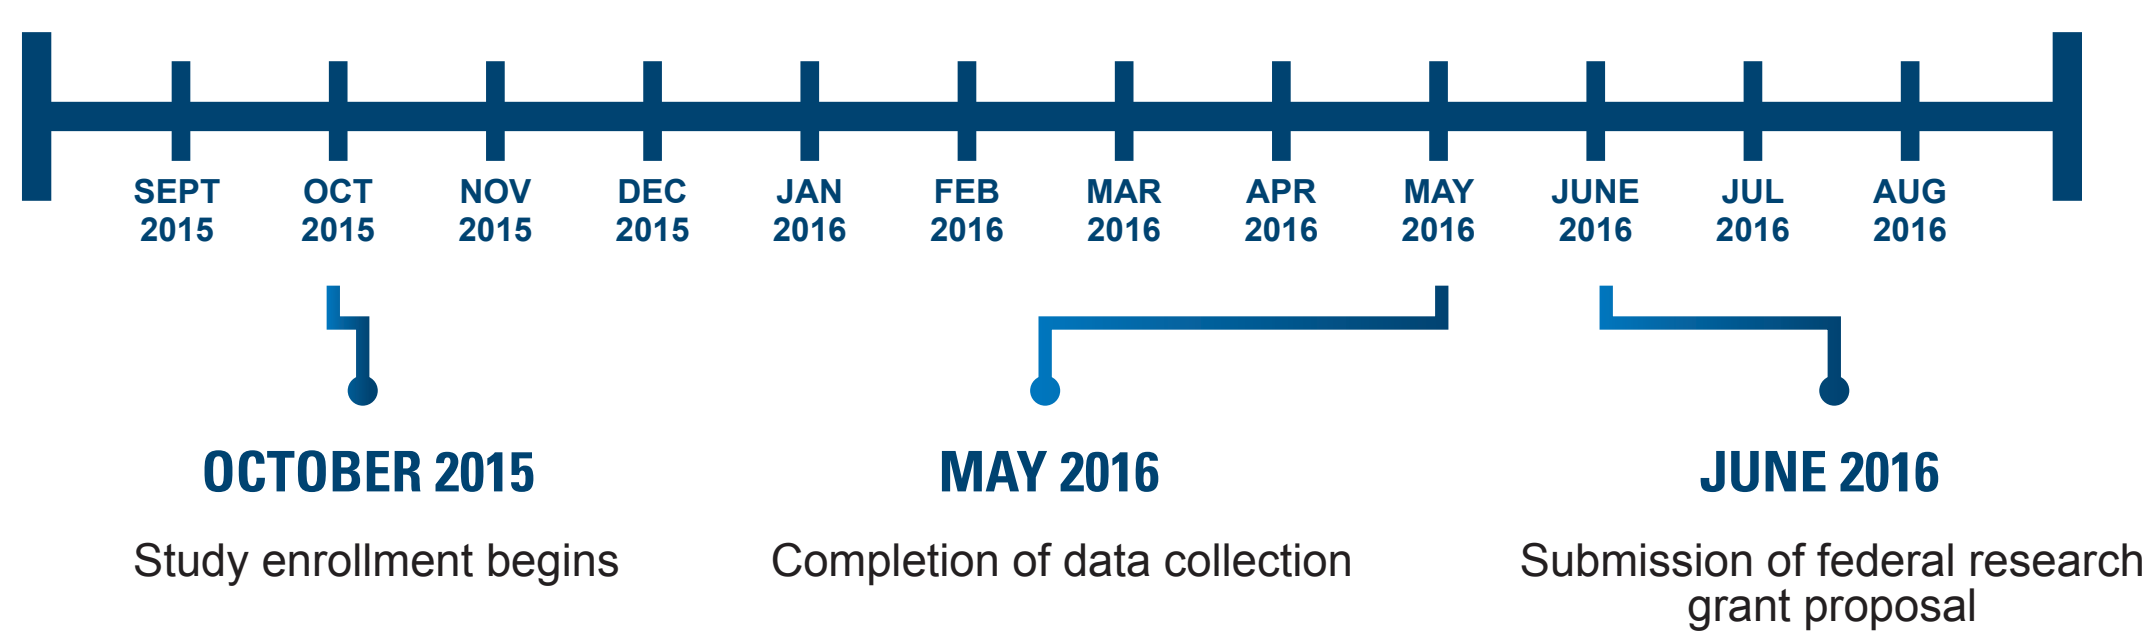 SEPT
2015
OCT
2015
NOV
2015
DEC
2015
JAN
2016
FEB
2016
MAR
2016
APR
2016
MAY
2016
JUNE
2016
JUL
2016
AUG
2016
OCTOBER 2015
Study enrollment begins
MAY 2016
Completion of data collection
JUNE 2016
Submission of federal research
grant proposal